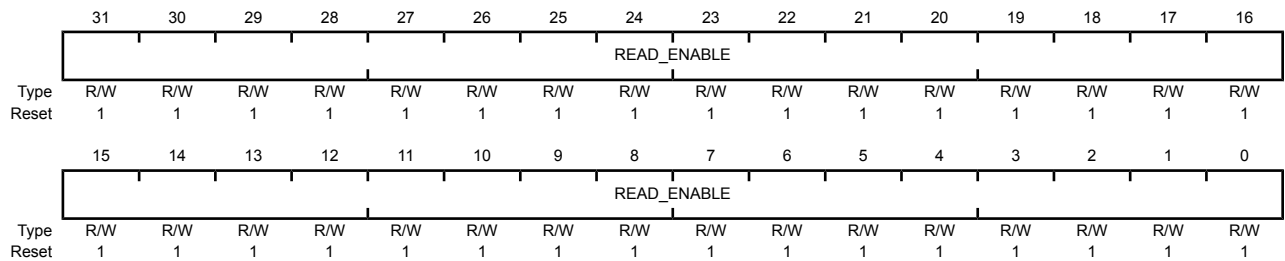 31 30 29 28 27 26 25 24 23 22 21 20 19 18 17 16
READ_ENABLE
Type R/W R/W R/W R/W R/W R/W R/W R/W R/W R/W R/W R/W R/W R/W R/W R/W
Reset 1 1 1 1 1 1 1 1 1 1 1 1 1 1 1 1
15 14 13 12 11 10 9 8 7 6 5 4 3 2 1 0
READ_ENABLE
Type R/W R/W R/W R/W R/W R/W R/W R/W R/W R/W R/W R/W R/W R/W R/W R/W
Reset 1 1 1 1 1 1 1 1 1 1 1 1 1 1 1 1